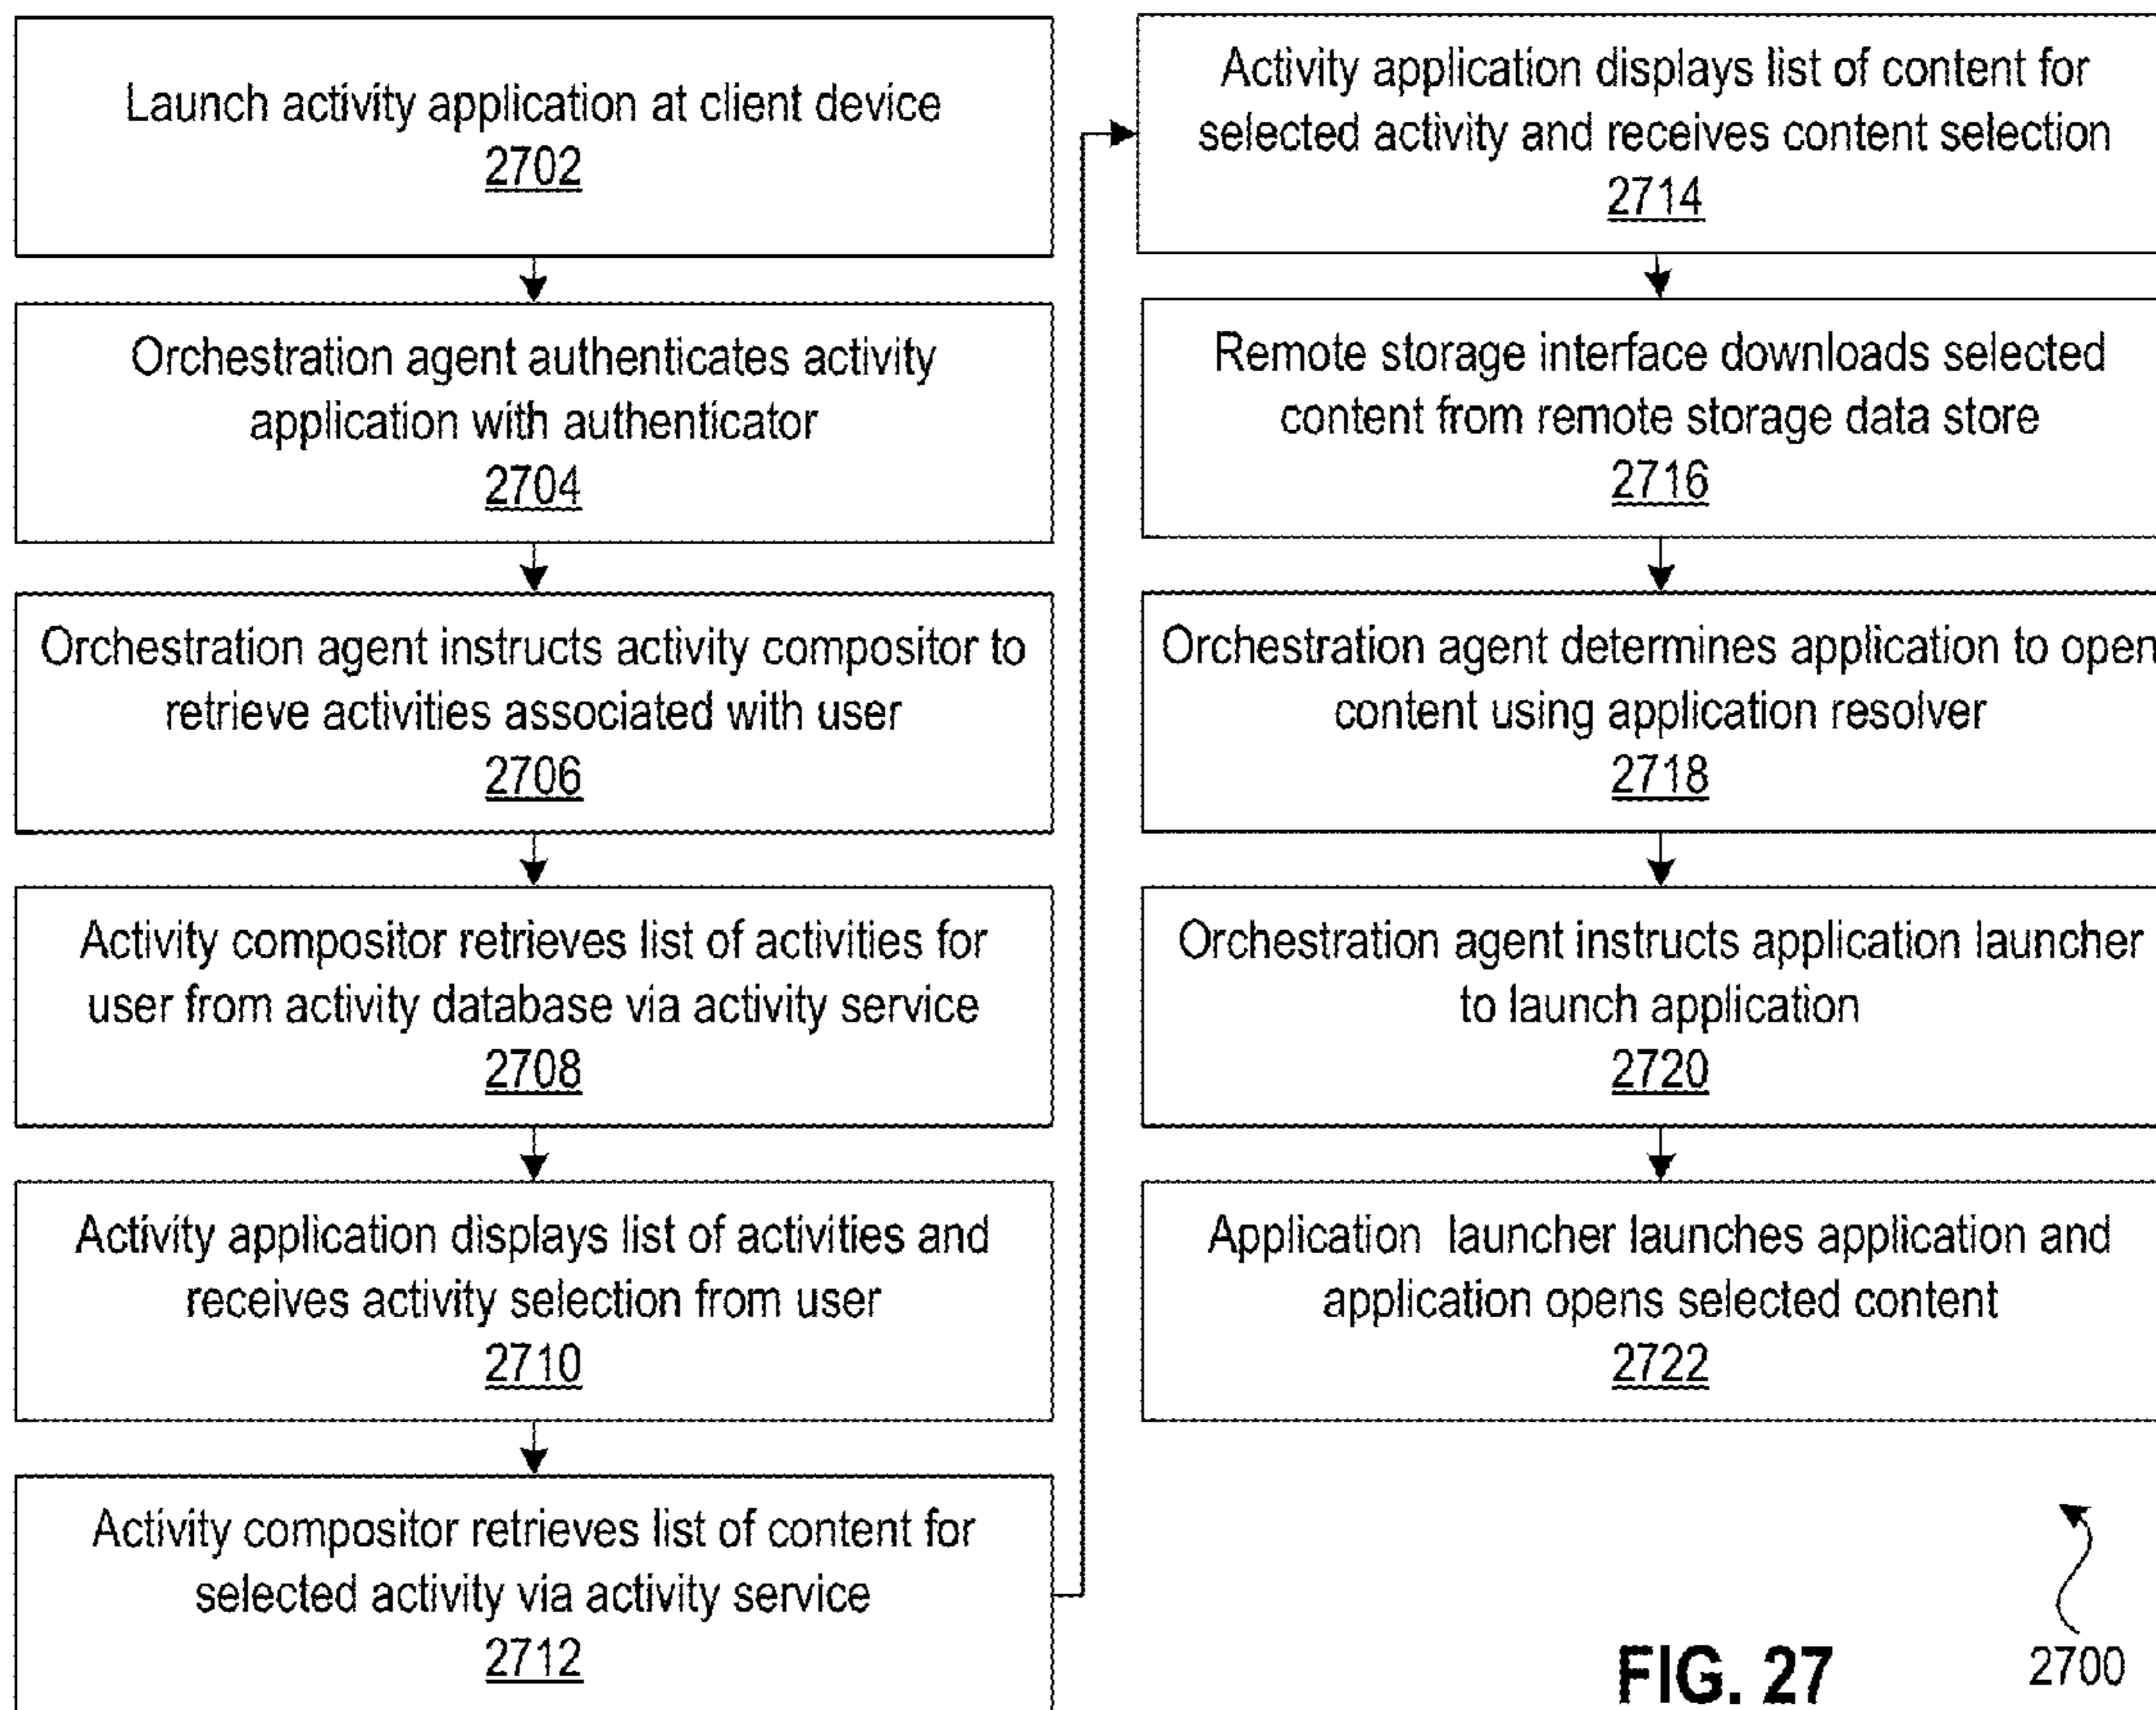 Launch activity application at client device
2702
Orchestration agent authenticates activity
application with authenticator
2704
Orchestration agent instructs activity compositor to
retrieve activities associated with user
2706
Activity compositor retrieves list of activities for
user from activity database via activity service
2708
Activity application displays list of activities and
receives activity selection from user
2710
Activity compositor retrieves list of content for
selected activity via activity service
2712
Activity application displays list of content for
selected activity and receives content selection
2714
Remote storage interface downloads selected
content from remote storage data store
2716
Orchestration agent determines application to open
content using application resolver
2718
Orchestration agent instructs application launcher
to launch application
2720
Application launcher launches application and
application opens selected content
2722
FIG. 27
2700